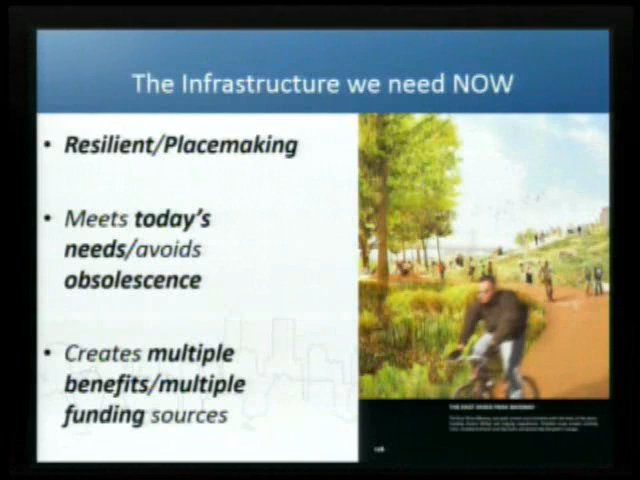 The Infrastructure we need NOW
• Resilient/Placemaking
• Meets today's
needs/avoids
obsolescence
• Creates multiple
benefits/multiple
funding sources